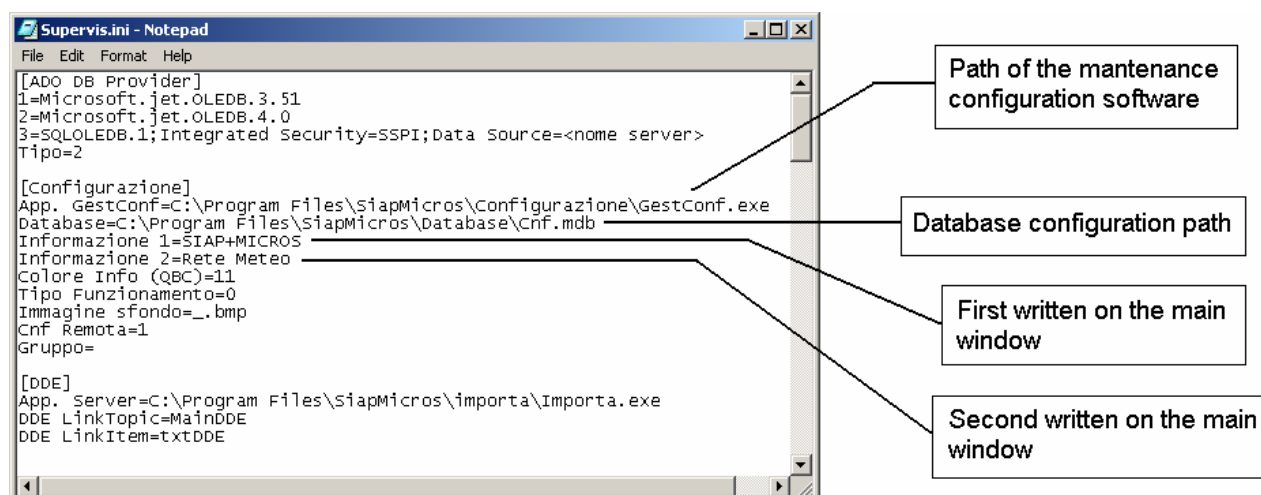 Supervis.ini - Notepad
File Edit Format Help
[ADO DB Provider]
1=Microsoft.jet.OLEDB.3.51
2=Microsoft.jet.OLEDB.4.0
3=SQLOLEDB.1;Integrated Security=SSPI;Data Source=<nome server>
Tipo=2
[Configurazione]
App. GestConf=C:\Program Files\SiapMicros\Configurazione\GestConf.exe
Database=C:\Program Files\SiapMicros\Database\Cnf.mdb
Informazione 1=SIAP+MICROS
Informazione 2=Rete Meteo
Colore Info (QBC)=11
Tipo Funzionamento=0
Immagine sfondo=_.bmp
Cnf Remota=1
Gruppo=
[DDE]
App. Server=C:\Program Files\SiapMicros\importa\Importa.exe
DDE LinkTopic=MainDDE
DDE LinkItem=txtDDE
Path of the mantenance
configuration software
Database configuration path
First written on the main
window
Second written on the main
window